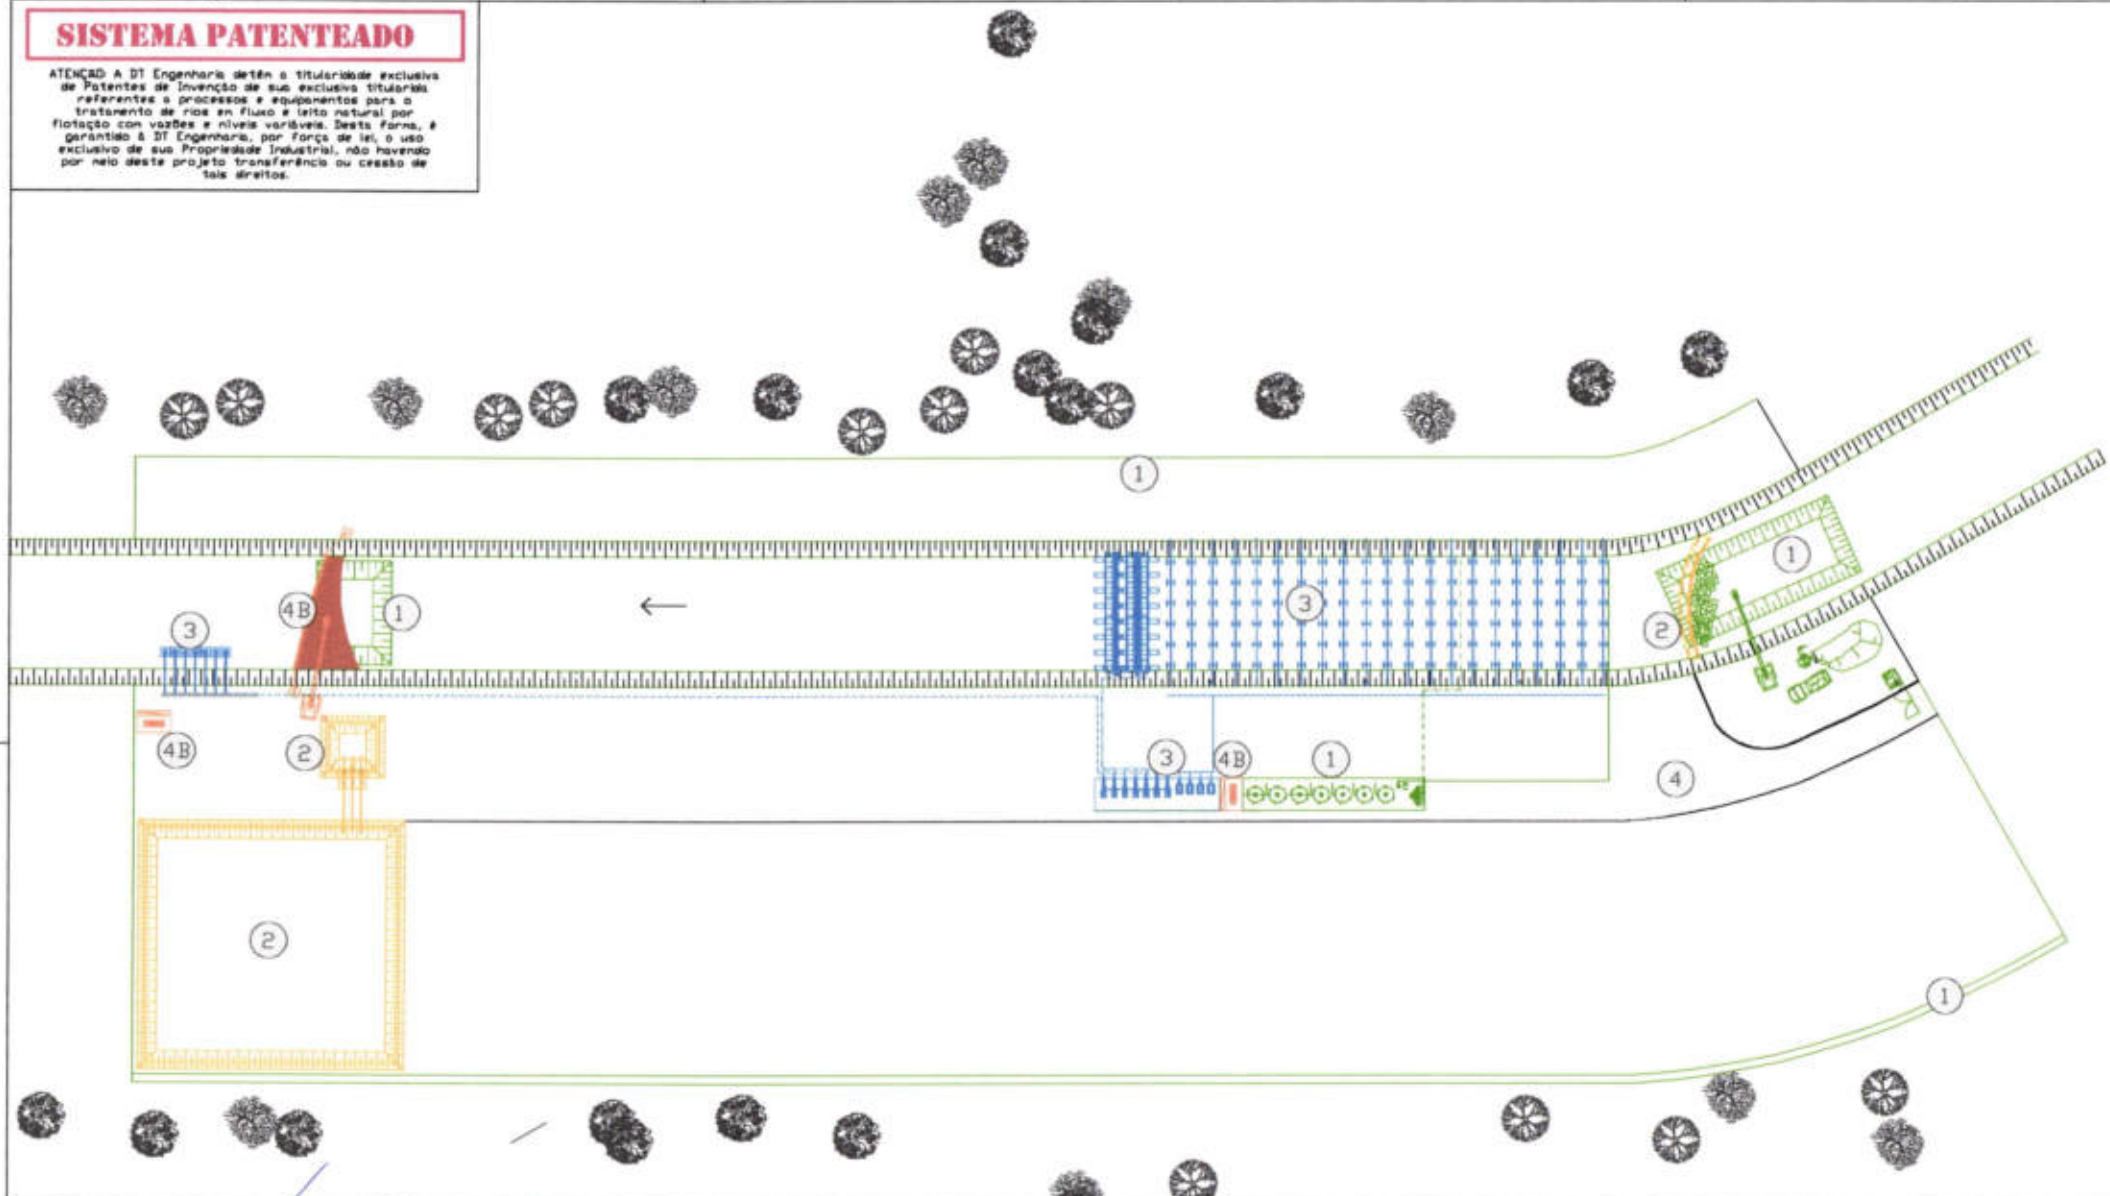 SISTEMA PATENTEADO
ATENÇÃO: A DT Engenharia detêm a titularidade exclusiva
de Patentes de Invenção de sua exclusiva titularida
referentes a processos e equipamentos para o
tratamento de rios em fluxo e leito natural por
flotação com vazões e níveis variáveis. Desta forma, é
garantido à DT Engenharia, por força de lei, o uso
exclusivo de sua Propriedade Industrial, não havendo
por meio deste projeto transferência ou cessão de
tais direitos.
1
1
4B
1
3
3
2
4B
2
3
4B
1
4
2
1